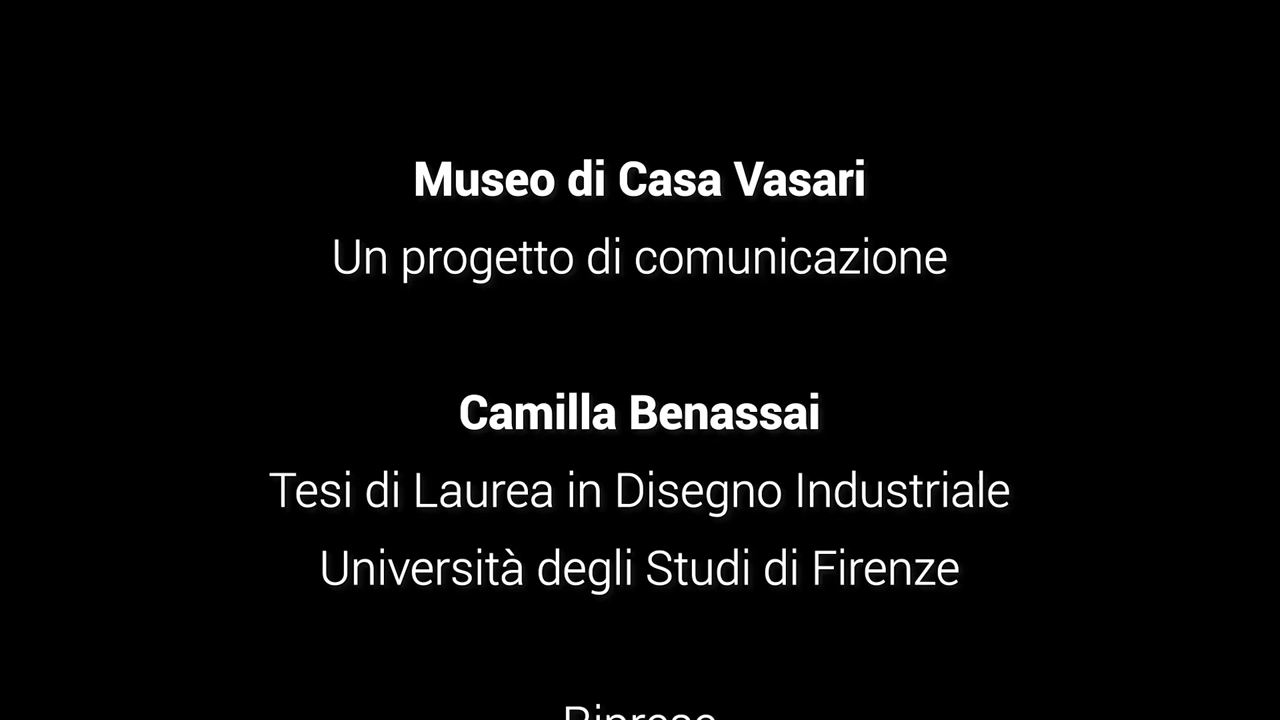 Museo di Casa Vasari
Un progetto di comunicazione
Camilla Benassai
Tesi di Laurea in Disegno Industriale
Università degli Studi di Firenze
Riprese